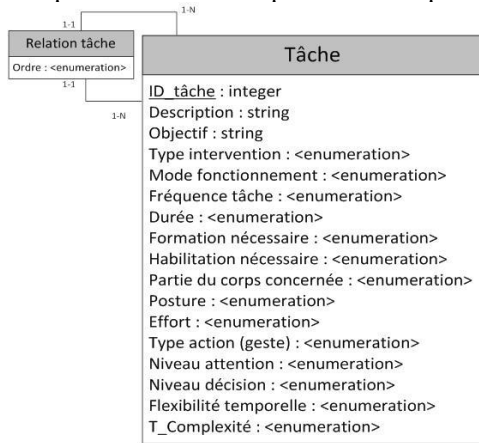 1-N
1-1
Relation tâche
Ordre : <enumeration>
1-1
1-N
Tâche
ID_tâche : integer
Description : string
Objectif : string
Type intervention : <enumeration>
Mode fonctionnement : <enumeration>
Fréquence tâche : <enumeration>
Durée : <enumeration>
Formation nécessaire : <enumeration>
Habilitation nécessaire : <enumeration>
Partie du corps concernée : <enumeration>
Posture : <enumeration>
Effort : <enumeration>
Type action (geste) : <enumeration>
Niveau attention : <enumeration>
Niveau décision : <enumeration>
Flexibilité temporelle : <enumeration>
T_Complexité : <enumeration>